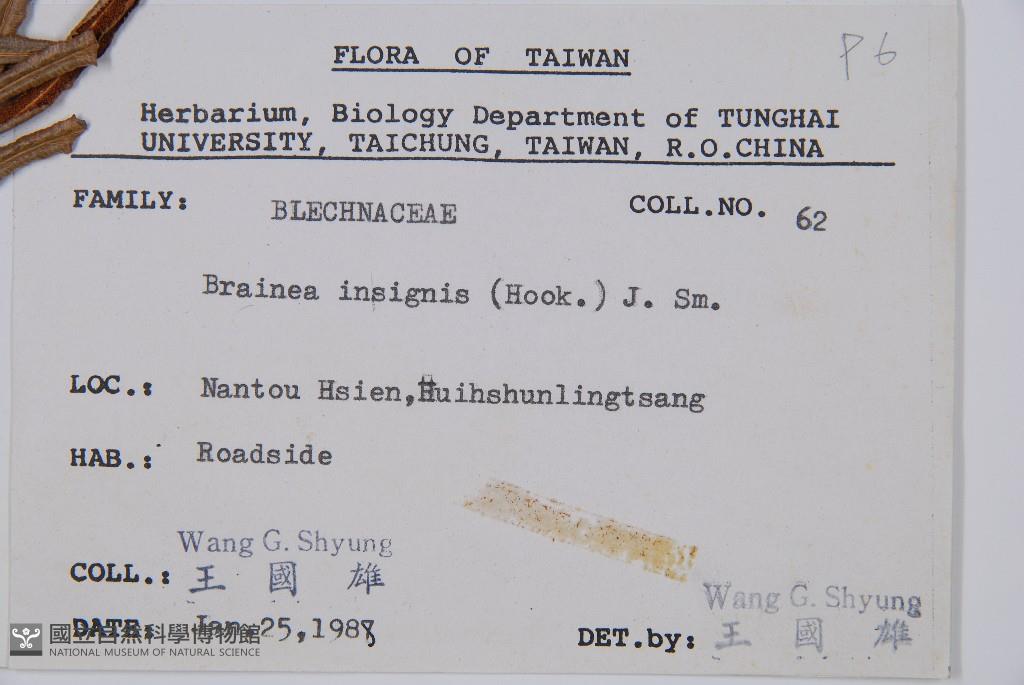 P6
FLORA OF TAIWAN
Herbarium, Biology Department of TUNGHAI
UNIVERSITY, TAICHUNG, TAIWAN, R.O.CHINA
FAMILY: BLECHNACEAE COLL.NO. 62
Brainea insignis (Hook.) J. Sm.
LOC.: Nantou Hsien,Huihshunlingtsang
HAB.: Roadside
Wang G. Shyung
COLL.: 王 國 雄
Wang G. Shyung
DATE: Jan.25,
DET.by: 王 國 雄
國立自然科學博物館
NATIONAL MUSEUM OF NATURAL SCIENCE